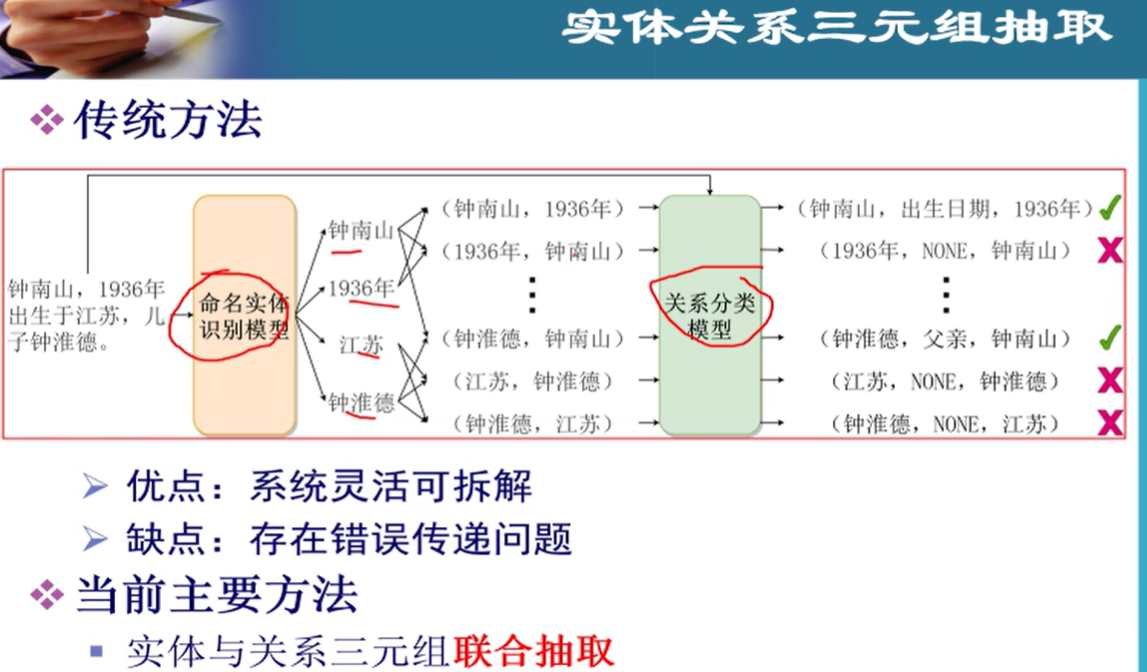 实体关系三元组抽取
传统方法
钟南山，1936年
出生于江苏，儿
子钟淮德。
命名实体
识别模型
钟南山
1936年
江苏
钟淮德
（钟南山，1936年）
（1936年，钟南山）
（钟淮德，钟南山）
（江苏，钟淮德）
（钟淮德，江苏）
关系分类
模型
（钟南山，出生日期，1936年）
（1936年，NONE，钟南山）
（钟淮德，父亲，钟南山）
（江苏，NONE，钟淮德）
（钟淮德，NONE，江苏）
优点：系统灵活可拆解
缺点：存在错误传递问题
当前主要方法
实体与关系三元组联合抽取